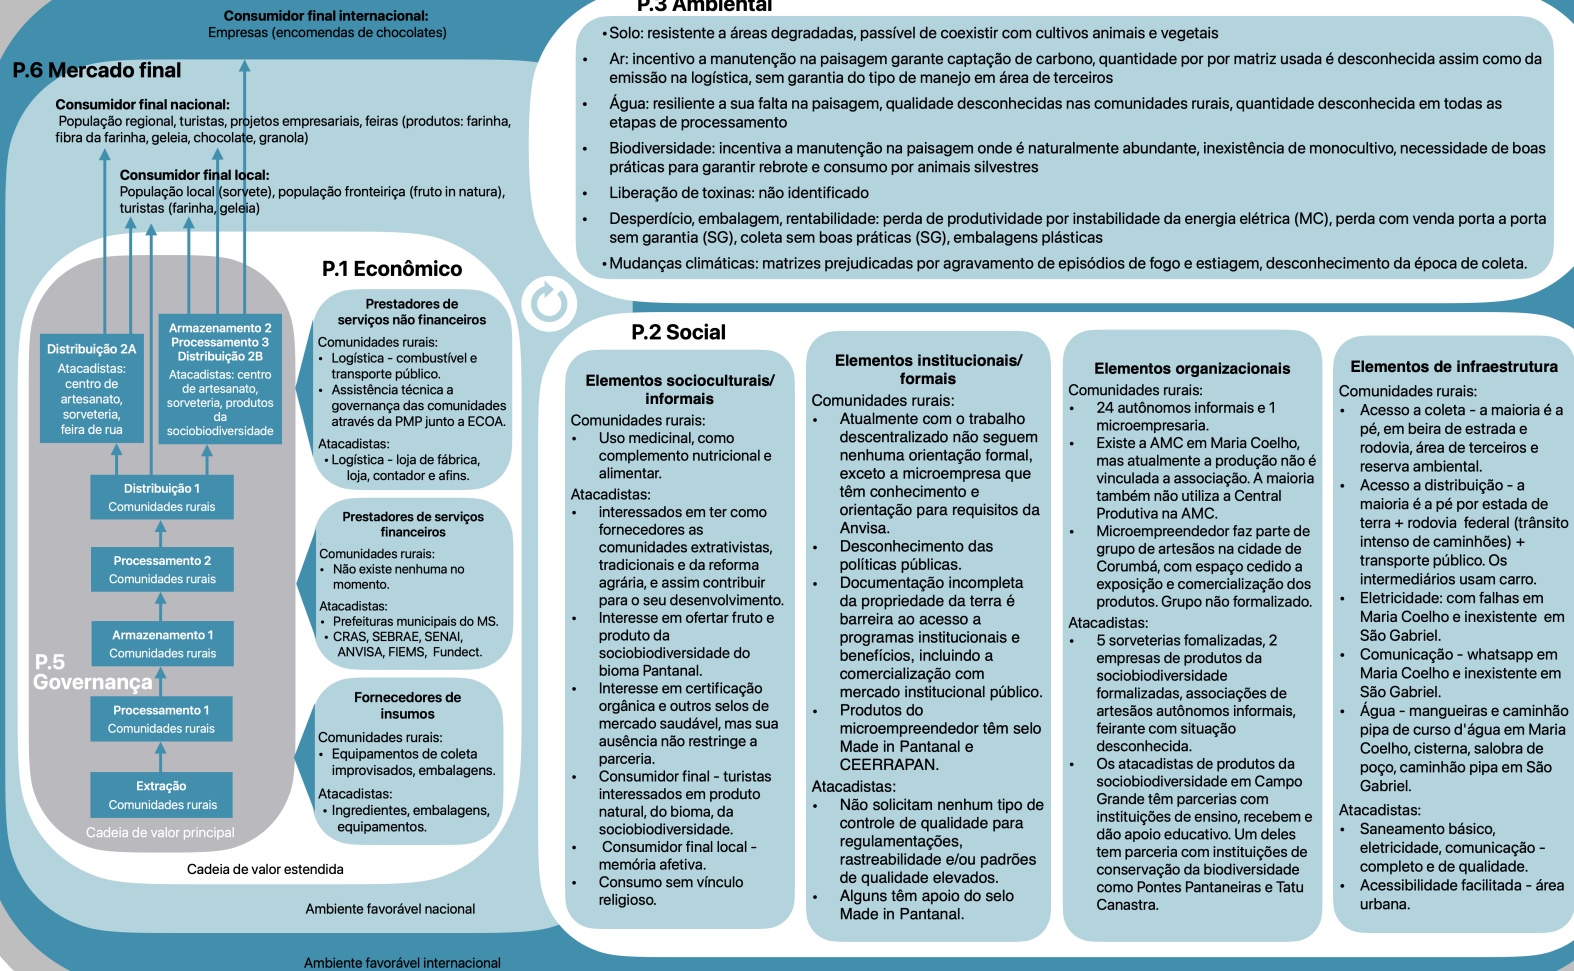 Consumidor final internacional:
Empresas (encomendas de chocolates)
P.6 Mercado final
Consumidor final nacional:
População regional, turistas, projetos empresariais, feiras (produtos: farinha,
fibra da farinha, geleia, chocolate, granola)
Consumidor final local:
População local (sorvete), população fronteiriça (fruto in natura),
turistas (farinha, geleia)
P.3 Ambiental
• Solo: resistente a áreas degradadas, passível de coexistir com cultivos animais e vegetais
• Ar: incentivo a manutenção na paisagem garante captação de carbono, quantidade por por matriz usada é desconhecida assim como da
emissão na logística, sem garantia do tipo de manejo em área de terceiros
• Água: resiliente a sua falta na paisagem, qualidade desconhecidas nas comunidades rurais, quantidade desconhecida em todas as
etapas de processamento
• Biodiversidade: incentiva a manutenção na paisagem onde é naturalmente abundante, inexistência de monocultivo, necessidade de boas
práticas para garantir rebrote e consumo por animais silvestres
• Liberação de toxinas: não identificado
• Desperdício, embalagem, rentabilidade: perda de produtividade por instabilidade da energia elétrica (MC), perda com venda porta a porta
sem garantia (SG), coleta sem boas práticas (SG), embalagens plásticas
• Mudanças climáticas: matrizes prejudicadas por agravamento de episódios de fogo e estiagem, desconhecimento da época de coleta.
P.1 Econômico
Distribuição 2A
Atacadistas:
centro de
artesanato,
sorveteria,
feira de rua
Armazenamento 2
Processamento 3
Distribuição 2B
Atacadistas: centro
de artesanato,
sorveteria, produtos
da
sociobiodiversidade
Distribuição 1
Comunidades rurais
Processamento 2
Comunidades rurais
Armazenamento 1
Comunidades rurais
P.5
Governança
Processamento 1
Comunidades rurais
Extração
Comunidades rurais
Cadeia de valor principal
Prestadores de
serviços não financeiros
Comunidades rurais:
• Logística - combustível e
transporte público.
• Assistência técnica a
governança das comunidades
através da PMP junto a ECOA.
Atacadistas:
• Logística - loja de fábrica,
loja, contador e afins.
Prestadores de serviços
financeiros
Comunidades rurais:
• Não existe nenhuma no
momento.
Atacadistas:
• Prefeituras municipais do MS.
• CRAS, SEBRAE, SENAI,
ANVISA, FIEMS, Fundect.
Fornecedores de
insumos
Comunidades rurais:
• Equipamentos de coleta
improvisados, embalagens.
Atacadistas:
• Ingredientes, embalagens,
equipamentos.
Cadeia de valor estendida
Ambiente favorável nacional
Ambiente favorável internacional
P.2 Social
Elementos socioculturais/
informais
Comunidades rurais:
• Uso medicinal, como
complemento nutricional e
alimentar.
Atacadistas:
• interessados em ter como
fornecedores as
comunidades extrativistas,
tradicionais e da reforma
agrária, e assim contribuir
para o seu desenvolvimento.
• Interesse em ofertar fruto e
produto da
sociobiodiversidade do
bioma Pantanal.
• Interesse em certificação
orgânica e outros selos de
mercado saudável, mas sua
ausência não restringe a
parceria.
• Consumidor final - turistas
interessados em produto
natural, do bioma, da
sociobiodiversidade.
• Consumidor final local -
memória afetiva.
• Consumo sem vínculo
religioso.
Elementos institucionais/
formais
Comunidades rurais:
• Atualmente com o trabalho
descentralizado não seguem
nenhuma orientação formal,
exceto a microempresa que
têm conhecimento e
orientação para requisitos da
Anvisa.
• Desconhecimento das
políticas públicas.
• Documentação incompleta
da propriedade da terra é
barreira ao acesso a
programas institucionais e
benefícios, incluindo a
comercialização com
mercado institucional público.
• Produtos do
microempreendedor têm selo
Made in Pantanal e
CEERRAPAN.
Atacadistas:
• Não solicitam nenhum tipo de
controle de qualidade para
regulamentações,
rastreabilidade e/ou padrões
de qualidade elevados.
• Alguns têm apoio do selo
Made in Pantanal.
Elementos organizacionais
Comunidades rurais:
• 24 autônomos informais e 1
microempresaria.
• Existe a AMC em Maria Coelho,
mas atualmente a produção não é
vinculada a associação. A maioria
também não utiliza a Central
Produtiva na AMC.
• Microempreendedor faz parte de
grupo de artesãos na cidade de
Corumbá, com espaço cedido a
exposição e comercialização dos
produtos. Grupo não formalizado.
Atacadistas:
• 5 sorveterias fomalizadas, 2
empresas de produtos da
sociobiodiversidade
formalizadas, associações de
artesãos autônomos informais,
feirante com situação
desconhecida.
• Os atacadistas de produtos da
sociobiodiversidade em Campo
Grande têm parcerias com
instituições de ensino, recebem e
dão apoio educativo. Um deles
tem parceria com instituições de
conservação da biodiversidade
como Pontes Pantaneiras e Tatu
Canastra.
Elementos de infraestrutura
Comunidades rurais:
• Acesso a coleta - a maioria é a
pé, em beira de estrada e
rodovia, área de terceiros e
reserva ambiental.
• Acesso a distribuição - a
maioria é a pé por estada de
terra + rodovia federal (trânsito
intenso de caminhões) +
transporte público. Os
intermediários usam carro.
• Eletricidade: com falhas em
Maria Coelho e inexistente em
São Gabriel.
• Comunicação - whatsapp em
Maria Coelho e inexistente em
São Gabriel.
• Água - mangueiras e caminhão
pipa de curso d'água em Maria
Coelho, cisterna, salobra de
poço, caminhão pipa em São
Gabriel.
Atacadistas:
• Saneamento básico,
eletricidade, comunicação -
completo e de qualidade.
• Acessibilidade facilitada - área
urbana.